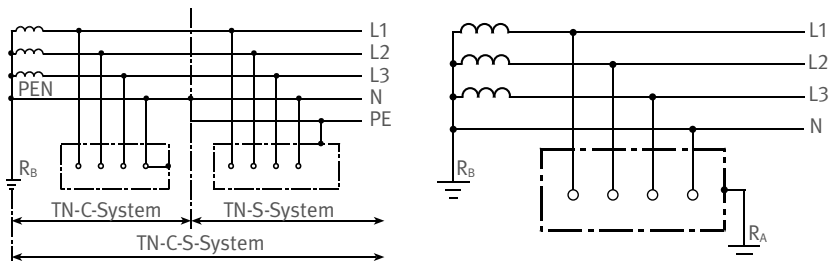 L1
L2
L3
PEN
N
PE
RB
TN-C-System
TN-S-System
TN-C-S-System
L1
L2
L3
N
RB
RA